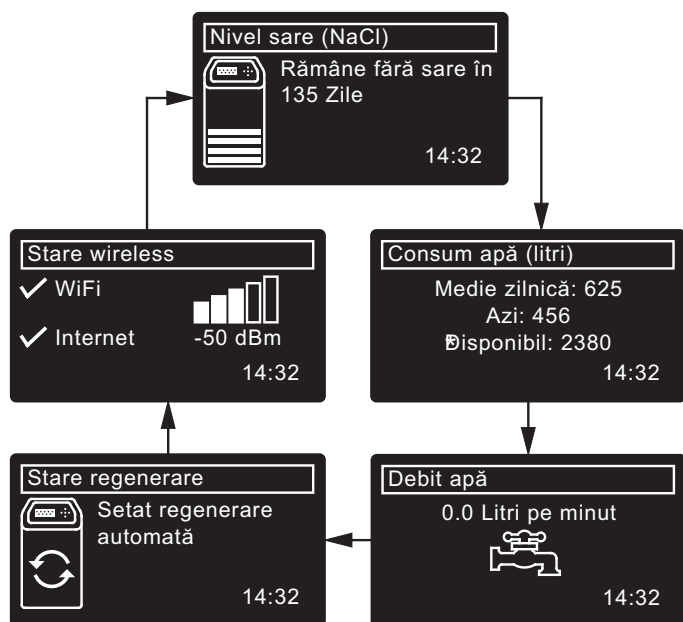 Nivel sare (NaCl)
Rămâne fără sare în
135 Zile
14:32
Stare wireless
WiFi
Internet
-50 dBm
14:32
Consum apă (litri)
Medie zilnică: 625
Azi: 456
Disponibil: 2380
14:32
Stare regenerare
Setat regenerare
automată
14:32
Debit apă
0.0 Litri pe minut
14:32